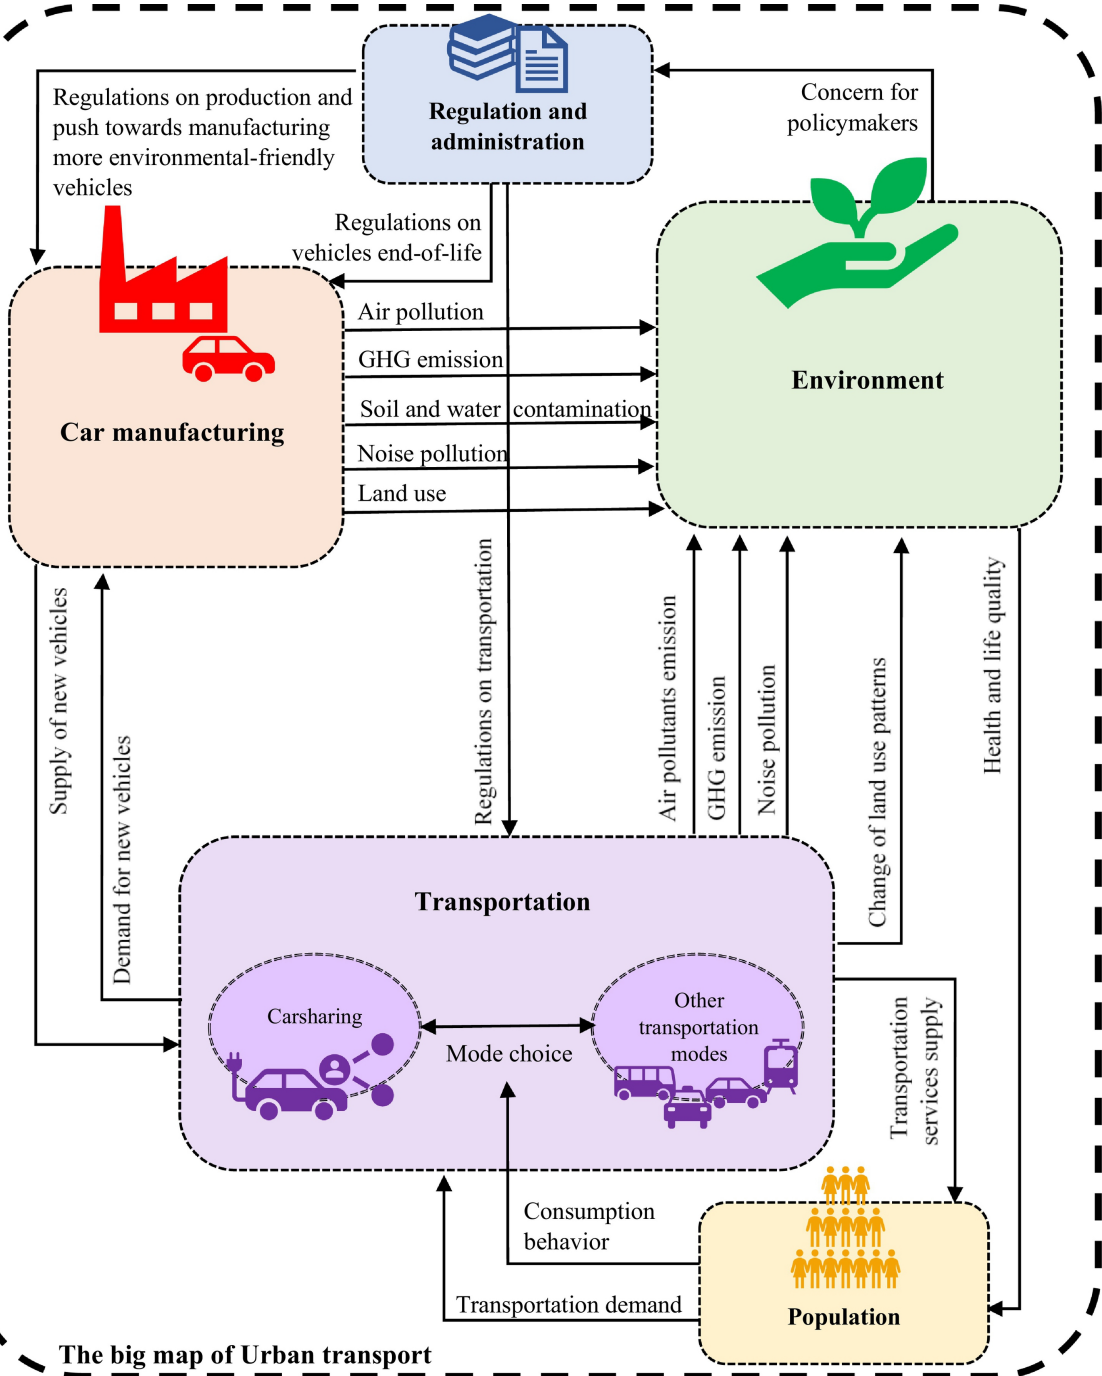 Regulation and
administration
Regulations on production and
push towards manufacturing
more environmental-friendly
vehicles
Concern for
policymakers
Regulations on
vehicles end-of-life
Air pollution
GHG emission
Soil and water contamination
Noise pollution
Land use
Car manufacturing
Environment
Supply of new vehicles
Demand for new vehicles
Regulations on transportation
Air pollutants emission
GHG emission
Noise pollution
Change of land use patterns
Health and life quality
Transportation
Carsharing
Mode choice
Other
transportation
modes
Transportation
services supply
Consumption
behavior
Transportation demand
Population
The big map of Urban transport